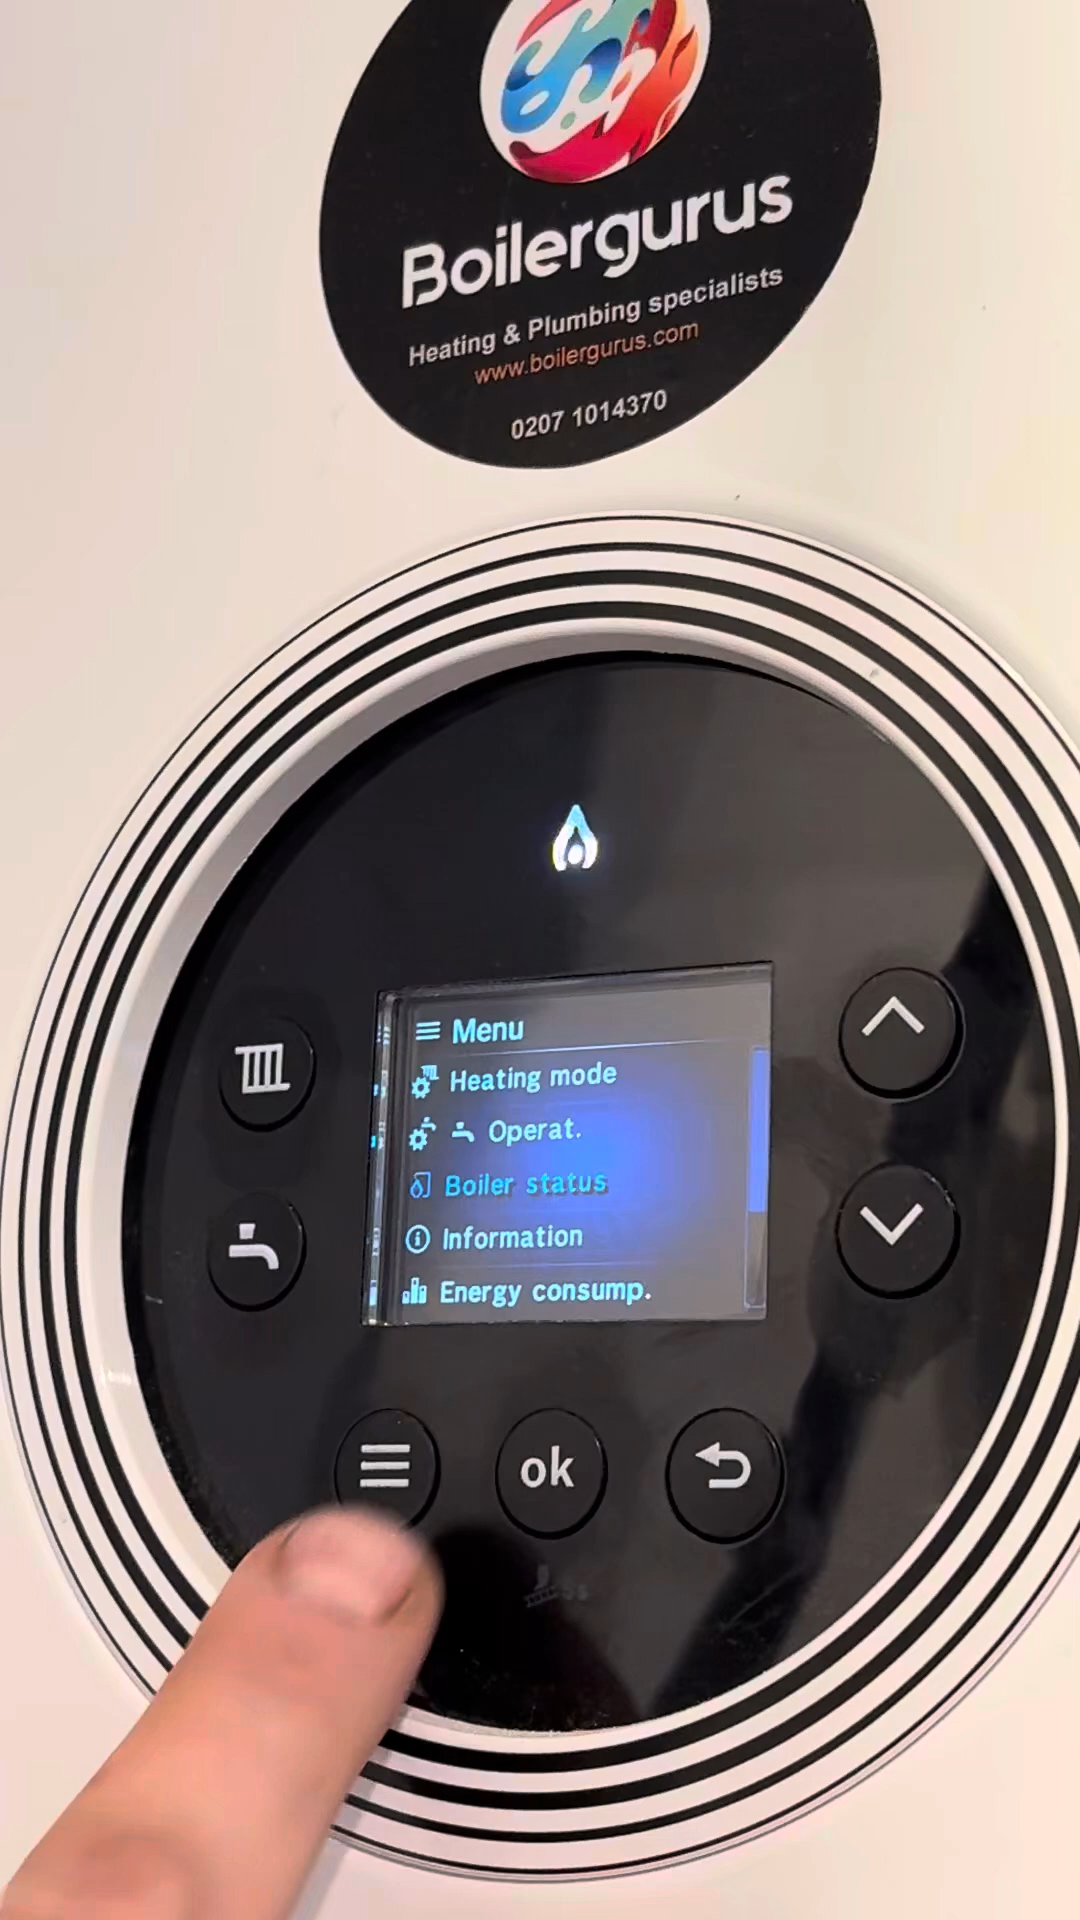 Boilergurus
Heating & Plumbing specialists
www.boilergurus.com
0207 1014370
Menu
Heating mode
Operat.
Boiler status
Information
Energy consump.
ok